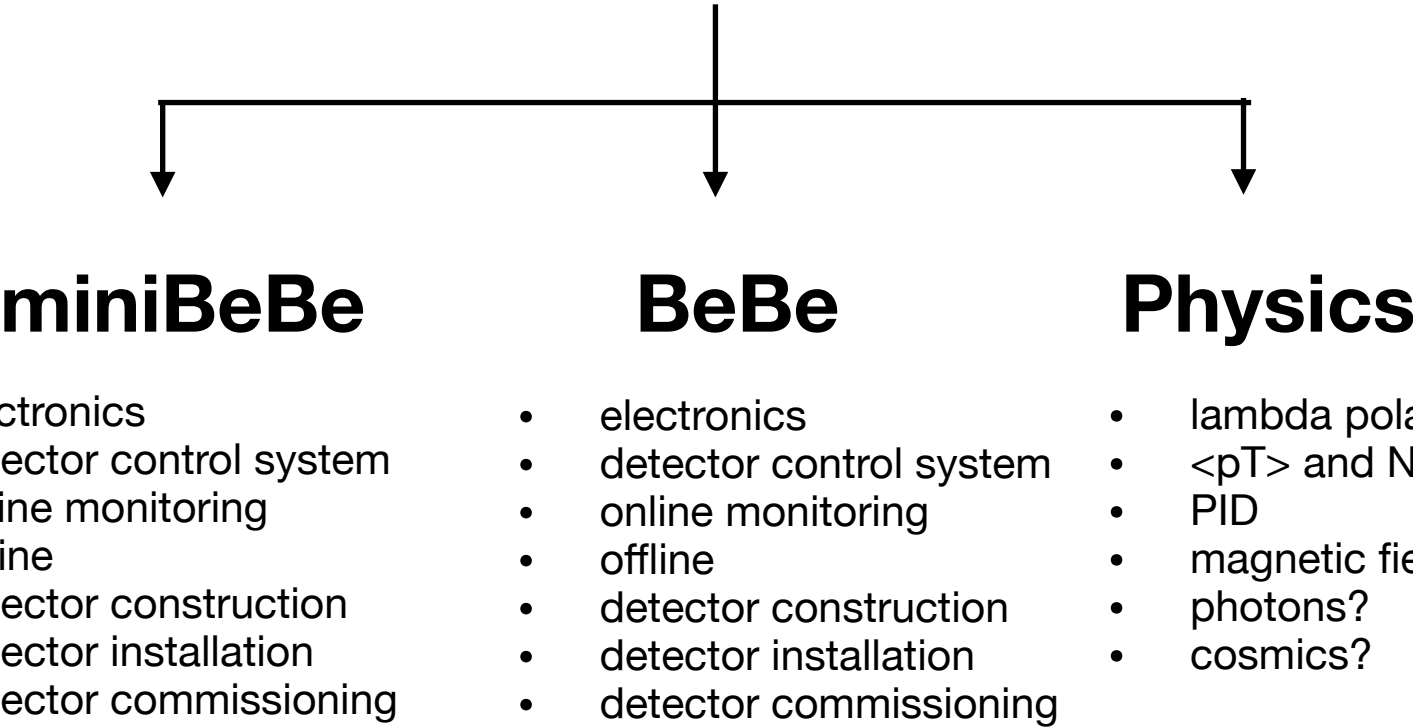 miniBeBe
ctronics
ector control system
ine monitoring
ine
ector construction
ector installation
ector commissioning
BeBe
• electronics
• detector control system
• online monitoring
• offline
• detector construction
• detector installation
• detector commissioning
Physics
• lambda pola
• <pT> and N
• PID
• magnetic fie
• photons?
• cosmics?